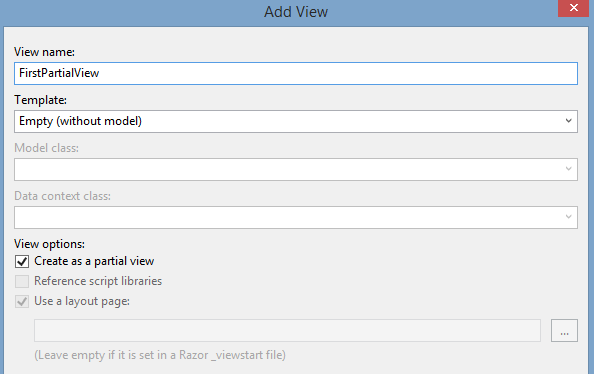 Add View
View name:
FirstPartialView
Template:
Empty (without model)
Model class:
Data context class:
View options:
Create as a partial view
Reference script libraries
Use a layout page:
...
(Leave empty if it is set in a Razor _viewstart file)